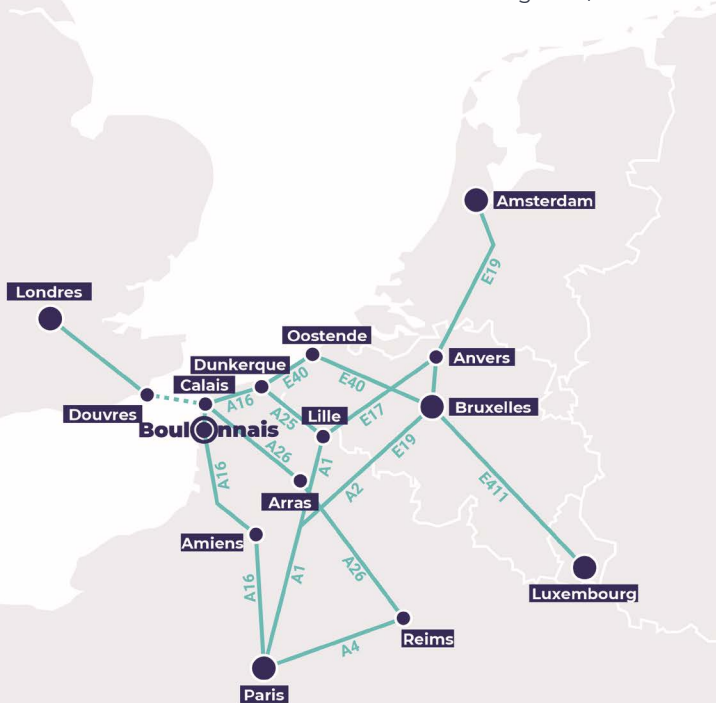 Amsterdam
E19
Londres
Oostende
Dunkerque
E40
E40
Anvers
Calais
A16
Douvres
A25
Lille
E17
Bruxelles
Boulonnais
A26
A1
E19
A16
A2
E411
Arras
Amiens
A26
A1
A16
Luxembourg
Reims
A4
Paris